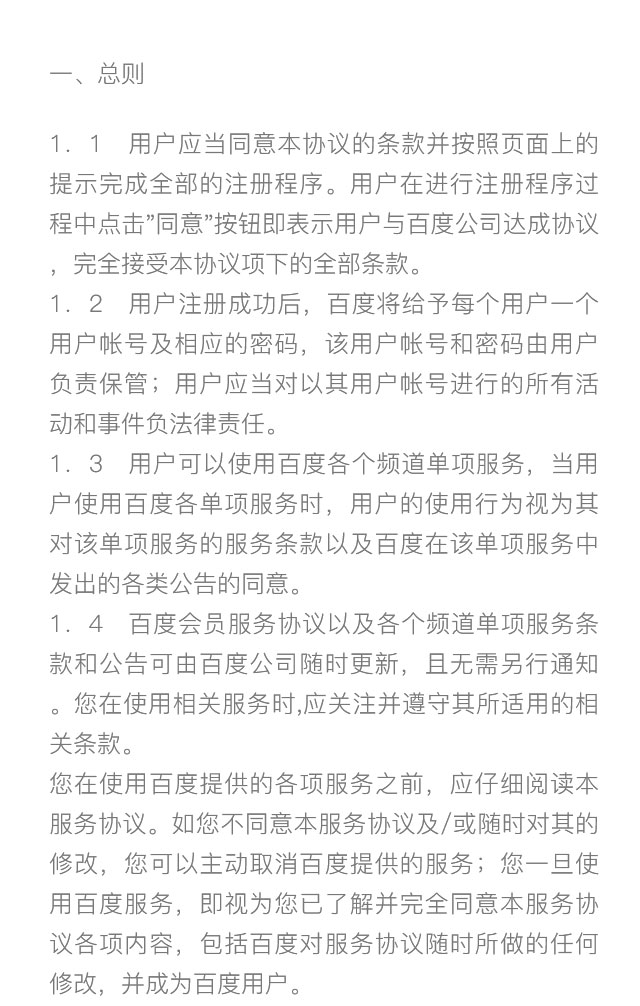 一、总则
1．1　用户应当同意本协议的条款并按照页面上的
提示完成全部的注册程序。用户在进行注册程序过
程中点击”同意”按钮即表示用户与百度公司达成协议
，完全接受本协议项下的全部条款。
1．2　用户注册成功后，百度将给予每个用户一个
用户帐号及相应的密码，该用户帐号和密码由用户
负责保管；用户应当对以其用户帐号进行的所有活
动和事件负法律责任。
1．3　用户可以使用百度各个频道单项服务，当用
户使用百度各单项服务时，用户的使用行为视为其
对该单项服务的服务条款以及百度在该单项服务中
发出的各类公告的同意。
1．4　百度会员服务协议以及各个频道单项服务条
款和公告可由百度公司随时更新，且无需另行通知
。您在使用相关服务时,应关注并遵守其所适用的相
关条款。
您在使用百度提供的各项服务之前，应仔细阅读本
服务协议。如您不同意本服务协议及/或随时对其的
修改，您可以主动取消百度提供的服务；您一旦使
用百度服务，即视为您已了解并完全同意本服务协
议各项内容，包括百度对服务协议随时所做的任何
修改，并成为百度用户。